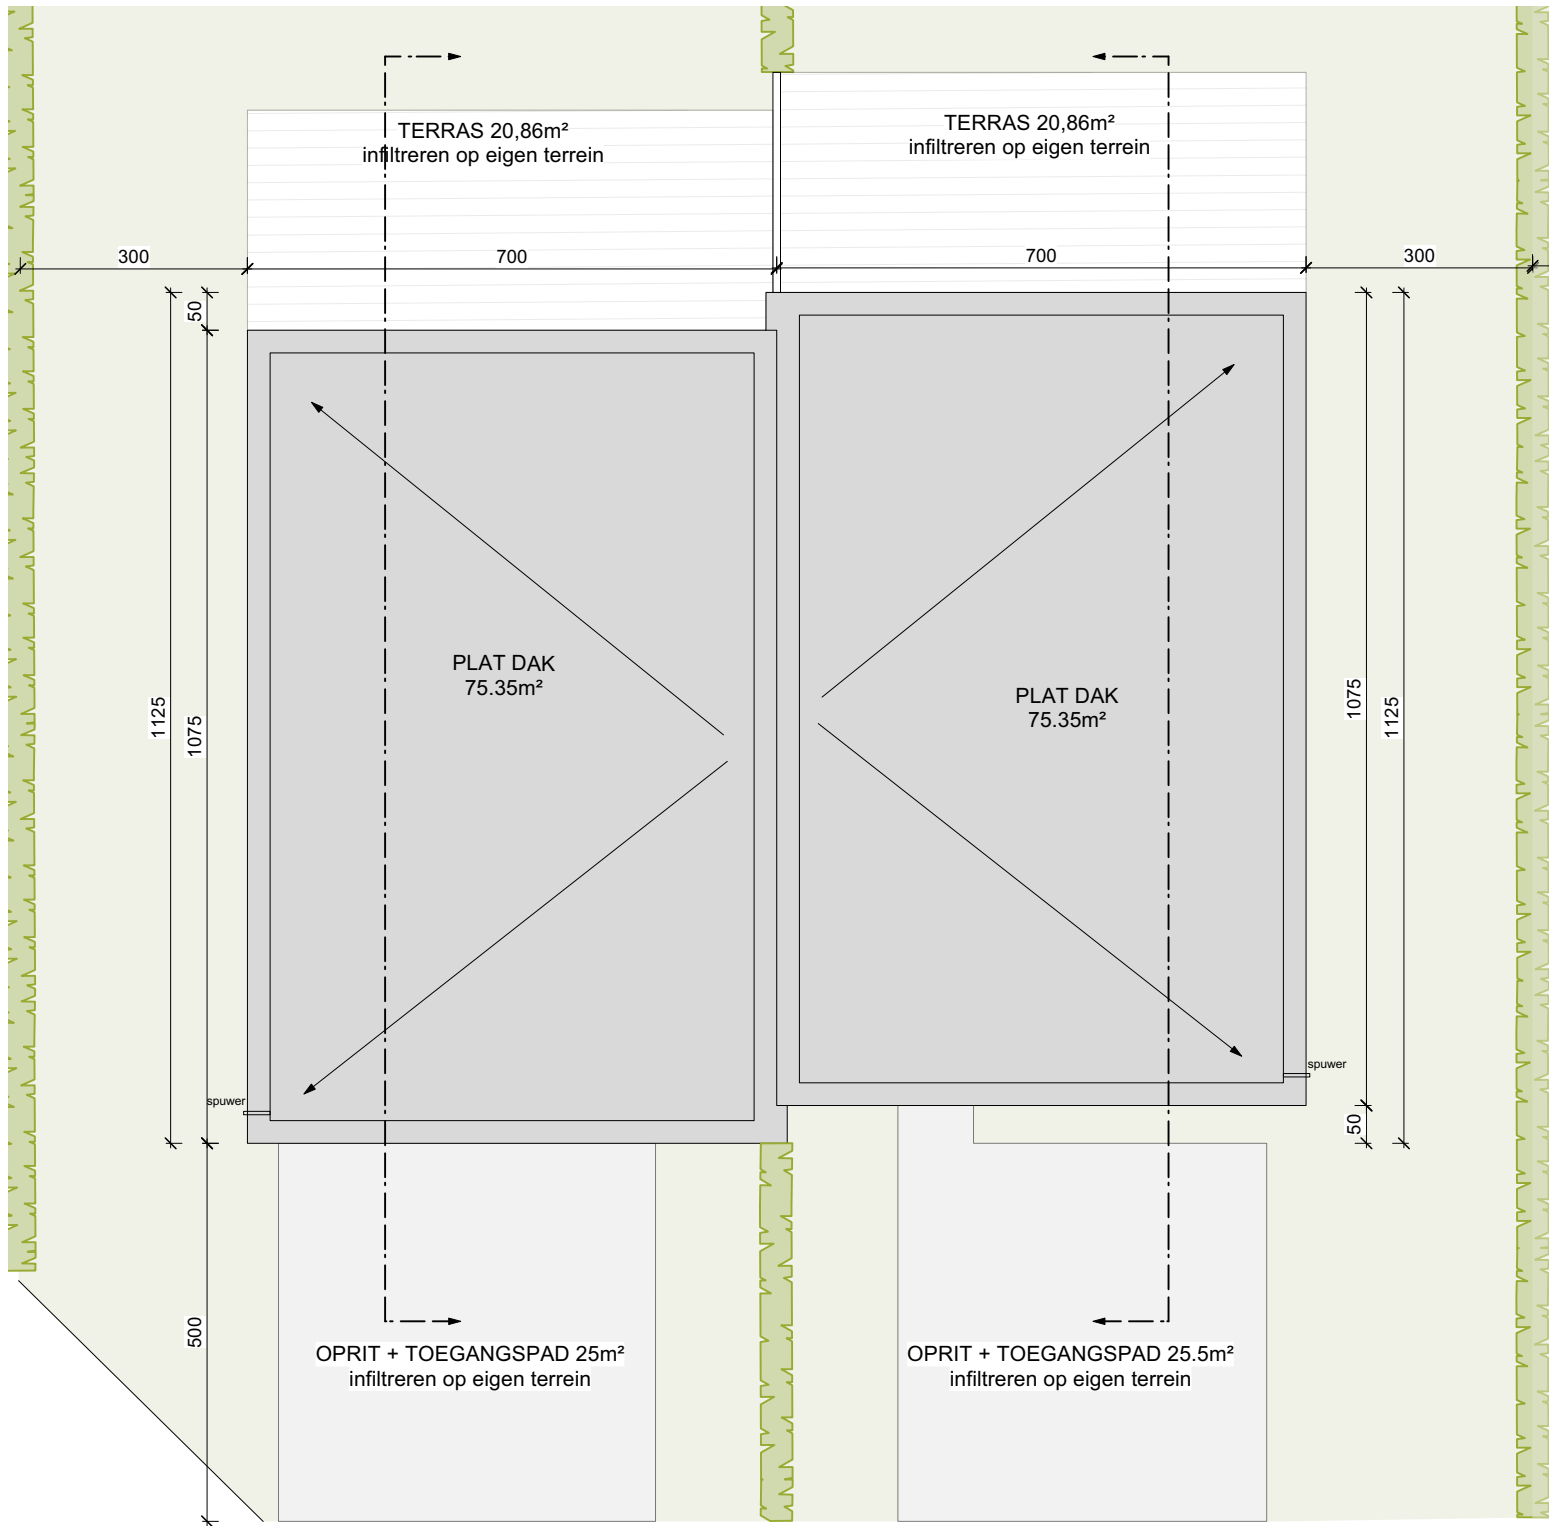 TERRAS 20,86m²
infiltreren op eigen terrein
TERRAS 20,86m²
infiltreren op eigen terrein
300
700
700
300
50
PLAT DAK
75.35m²
PLAT DAK
75.35m²
1125
1075
1075
1125
spuwer
spuwer
50
500
OPRIT + TOEGANGSPAD 25m²
infiltreren op eigen terrein
OPRIT + TOEGANGSPAD 25.5m²
infiltreren op eigen terrein